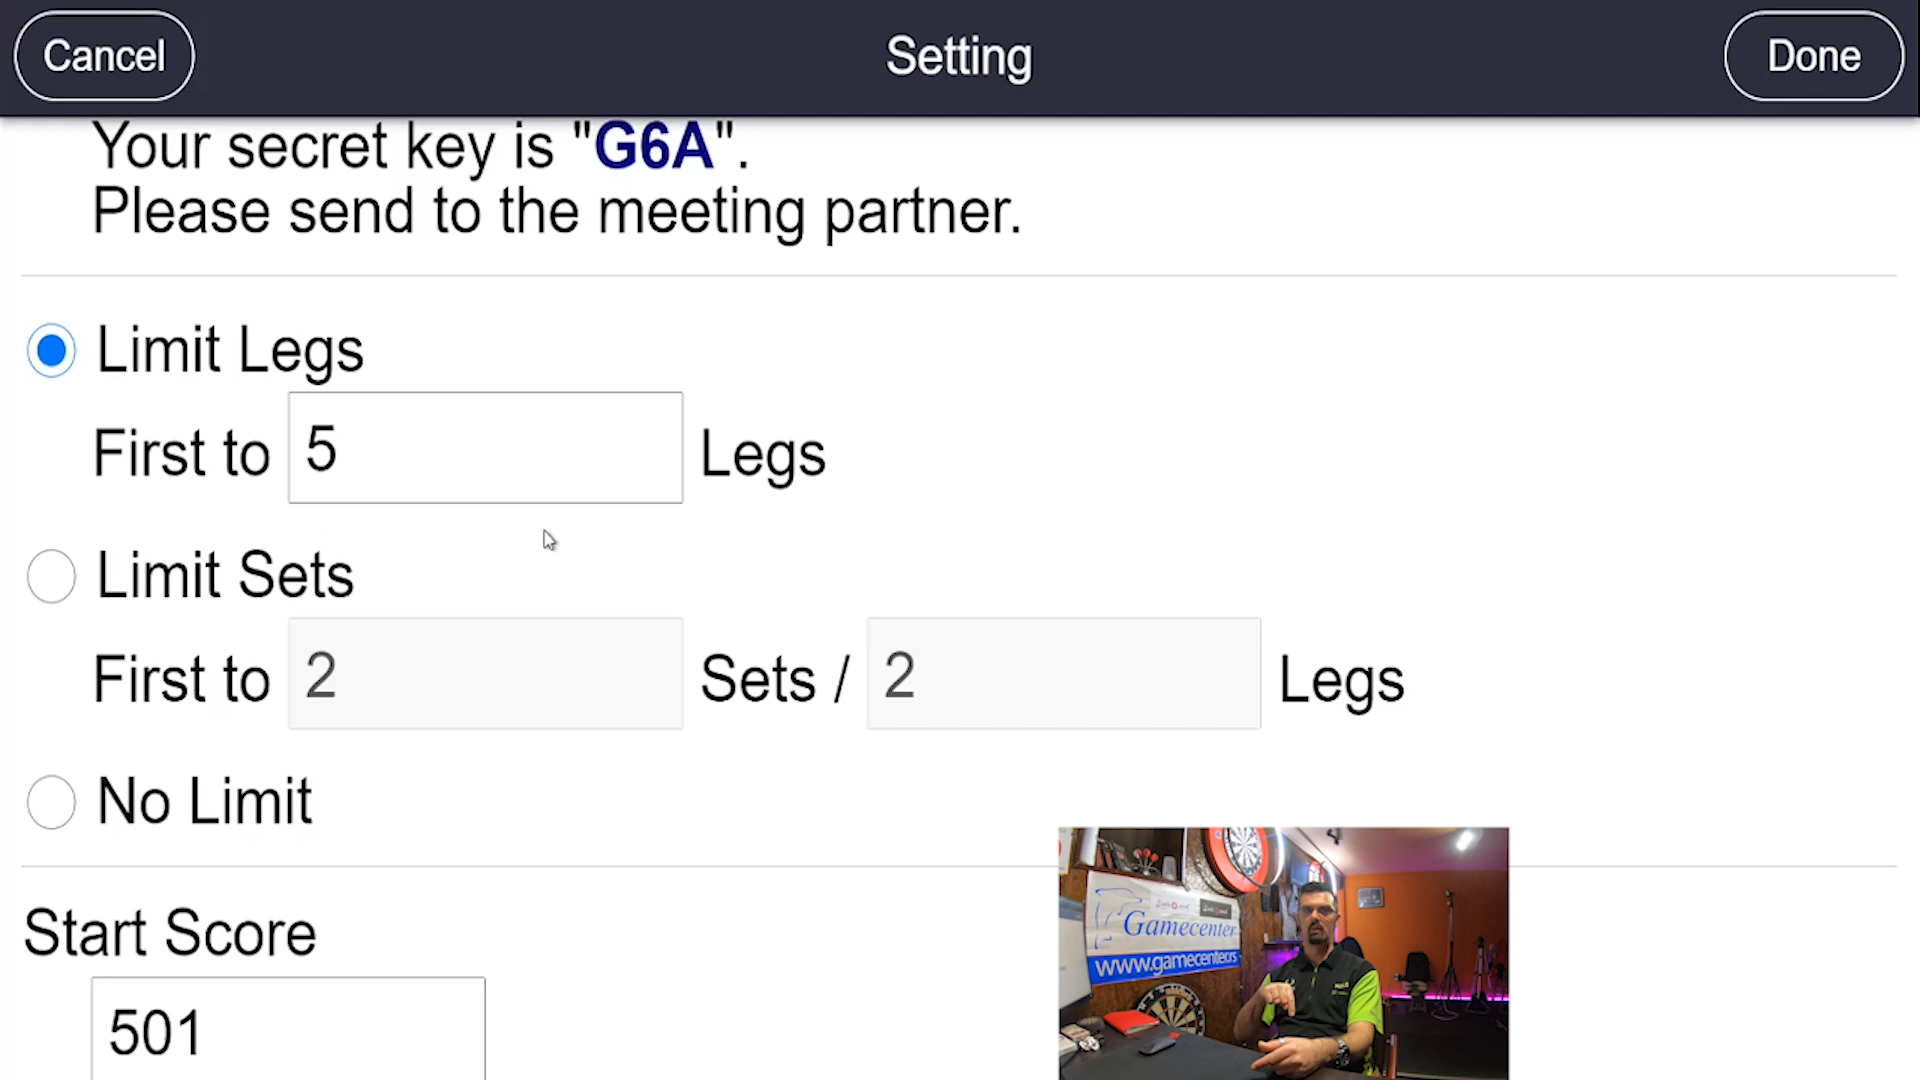 Cancel
Setting
Done
Your secret key is "G6A".
Please send to the meeting partner.
Limit Legs
First to 5 Legs
Limit Sets
First to 2 Sets / 2 Legs
No Limit
Start Score
501
Gamecenter
www.gamecenter.rs